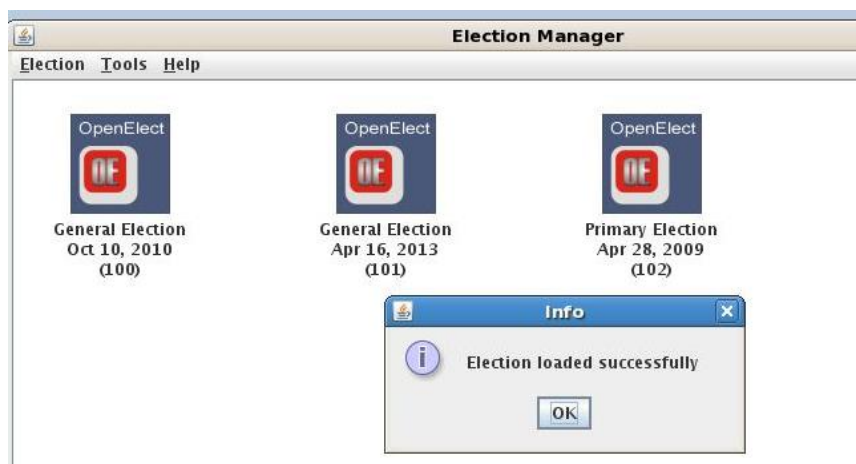 Election Manager
Election Tools Help
OpenElect
OE
General Election
Oct 10, 2010
(100)
OpenElect
OE
General Election
Apr 16, 2013
(101)
OpenElect
OE
Primary Election
Apr 28, 2009
(102)
Info
i
Election loaded successfully
OK